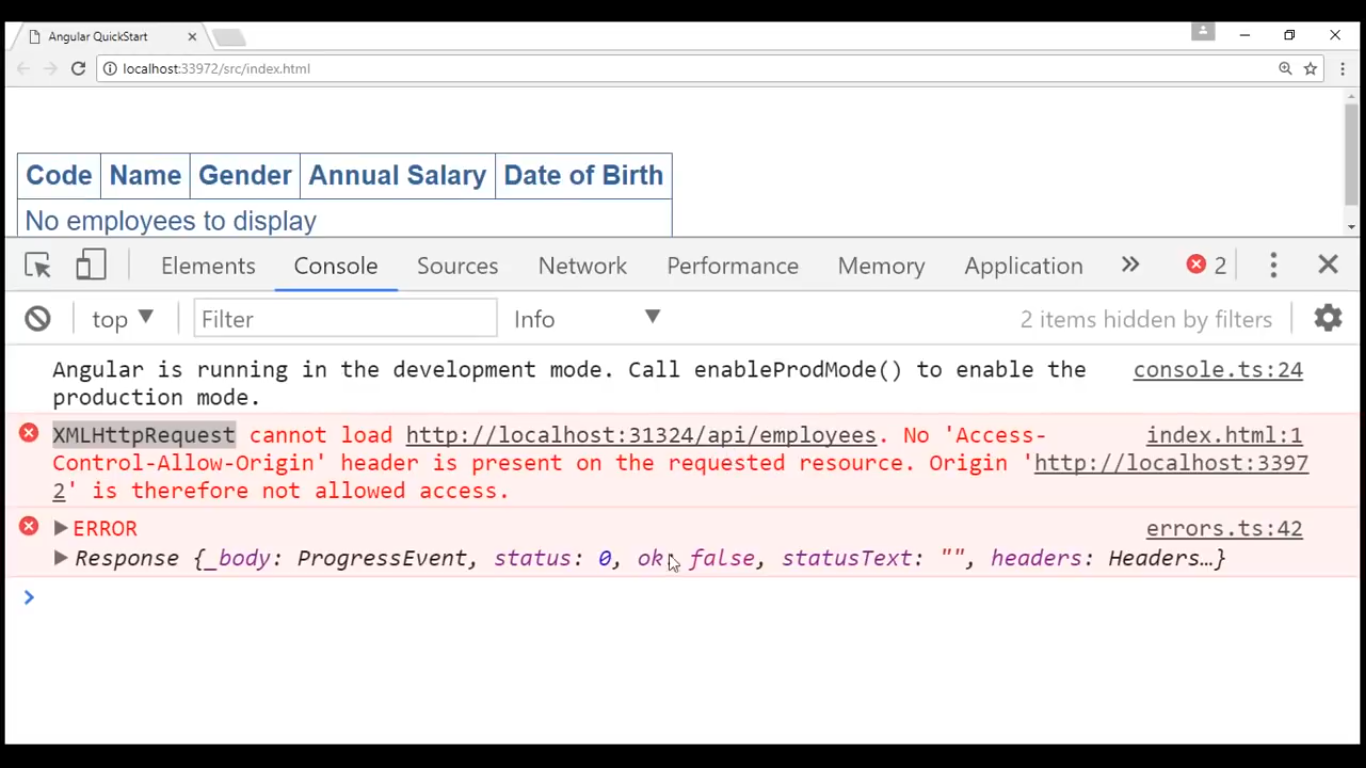 Angular QuickStart
localhost:33972/src/index.html
Code Name Gender Annual Salary Date of Birth
No employees to display
Elements Console Sources Network Performance Memory Application 2
top Filter Info 2 items hidden by filters
Angular is running in the development mode. Call enableProdMode() to enable the console.ts:24
production mode.
XMLHttpRequest cannot load http://localhost:31324/api/employees. No 'Access- index.html:1
Control-Allow-Origin' header is present on the requested resource. Origin 'http://localhost:3397
2' is therefore not allowed access.
ERROR errors.ts:42
Response {_body: ProgressEvent, status: 0, ok: false, statusText: "", headers: Headers…}